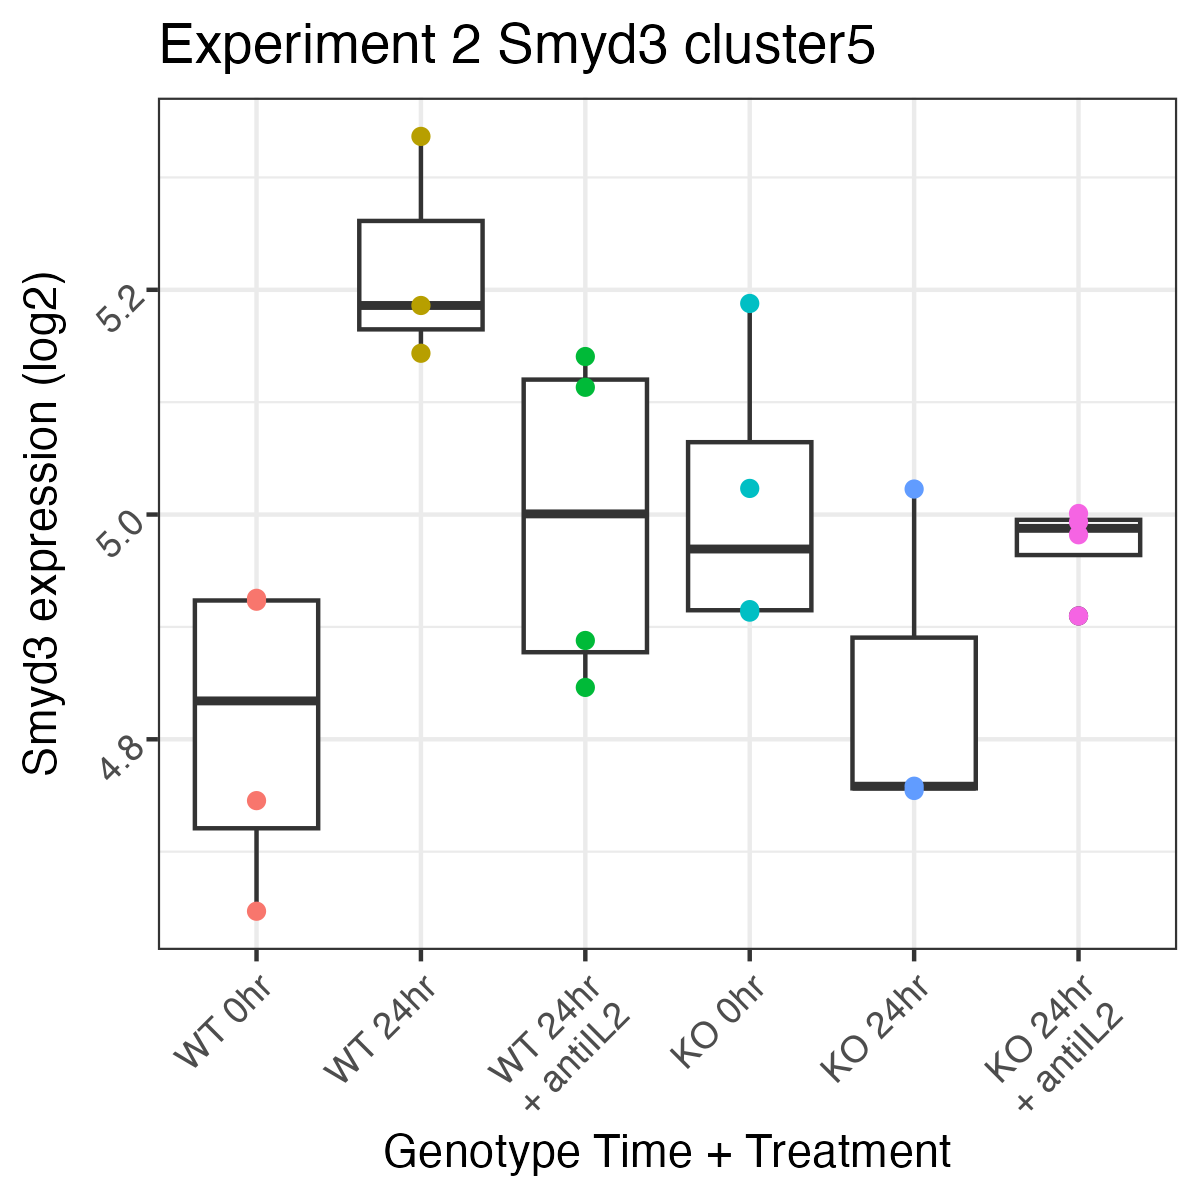 Experiment 2 Smyd3 cluster5
Smyd3 expression (log2)
5.2
5.0
4.8
WT 0hr
WT 24hr
WT 24hr
+ antiIL2
KO 0hr
KO 24hr
KO 24hr
+ antiIL2
Genotype Time + Treatment